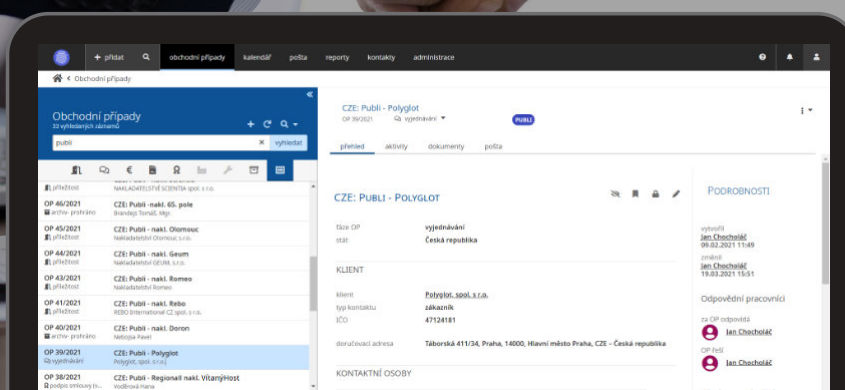 + přidat
obchodní případy
kalendář
pošta
reporty
kontakty
administrace
Obchodní případy
Obchodní případy
33 vyhledaných záznamů
publi
vyhledat
příležitost
NAKLADATELSTVÍ SCIENTIA spol. s r.o.
OP 46/2021
CZE: Publi -nakl. 65. pole
archiv- prohráno
Brandejs Tomáš, Mgr.
OP 45/2021
CZE: Publi - nakl. Olomouc
příležitost
Nakladatelství Olomouc, s.r.o.
OP 44/2021
CZE: Publi - nakl. Geum
příležitost
Nakladatelství GEUM, s.r.o.
OP 43/2021
CZE: Publi - nakl. Romeo
příležitost
Nakladatelství Romeo
OP 41/2021
CZE: Publi - nakl. Rebo
příležitost
REBO International CZ spol. s r.o.
OP 40/2021
CZE: Publi - nakl. Doron
archiv- prohráno
Nebojsa Pavel
OP 39/2021
CZE: Publi - Polyglot
vyjednávání
Polyglot, spol. s r.o.
OP 38/2021
CZE: Publi - Regionall nakl. VítanýHost
podpis smlouvy
Voděrová Hana
CZE: Publi - Polyglot
OP 39/2021
vyjednávání
PUBLI
přehled
aktivity
dokumenty
pošta
CZE: PUBLI - POLYGLOT
fáze OP
vyjednávání
stát
Česká republika
KLIENT
klient
Polyglot, spol. s r.o.
typ kontaktu
zákazník
IČO
47124181
doručovací adresa
Táborská 411/34, Praha, 14000, Hlavní město Praha, CZE - Česká republika
KONTAKTNÍ OSOBY
PODROBNOSTI
vytvořil
Jan Chocholáč
09.02.2021 11:49
změnil
Jan Chocholáč
19.03.2021 15:51
Odpovědní pracovníci
za OP odpovídá
Jan Chocholáč
OP řeší
Jan Chocholáč